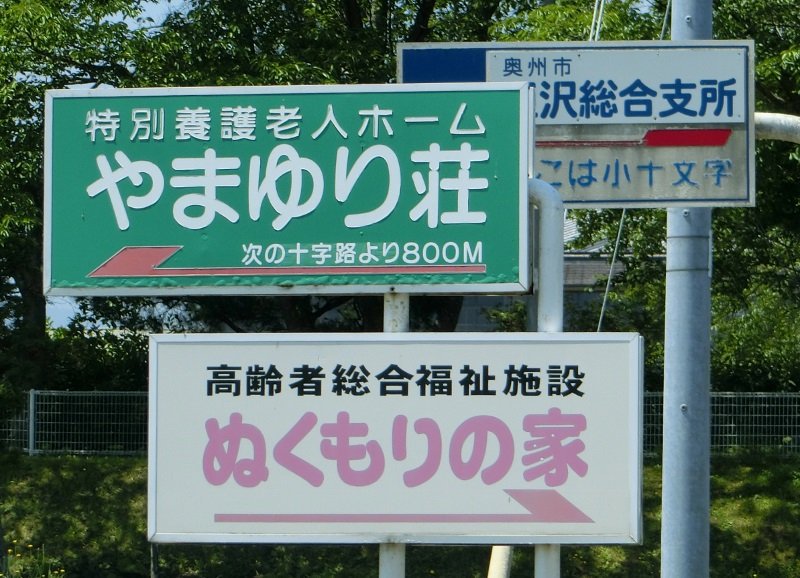 特別養護老人ホーム
やまゆり荘
次の十字路より800M
奥州市
沢総合支所
こは小十文字
高齢者総合福祉施設
ぬくもりの家